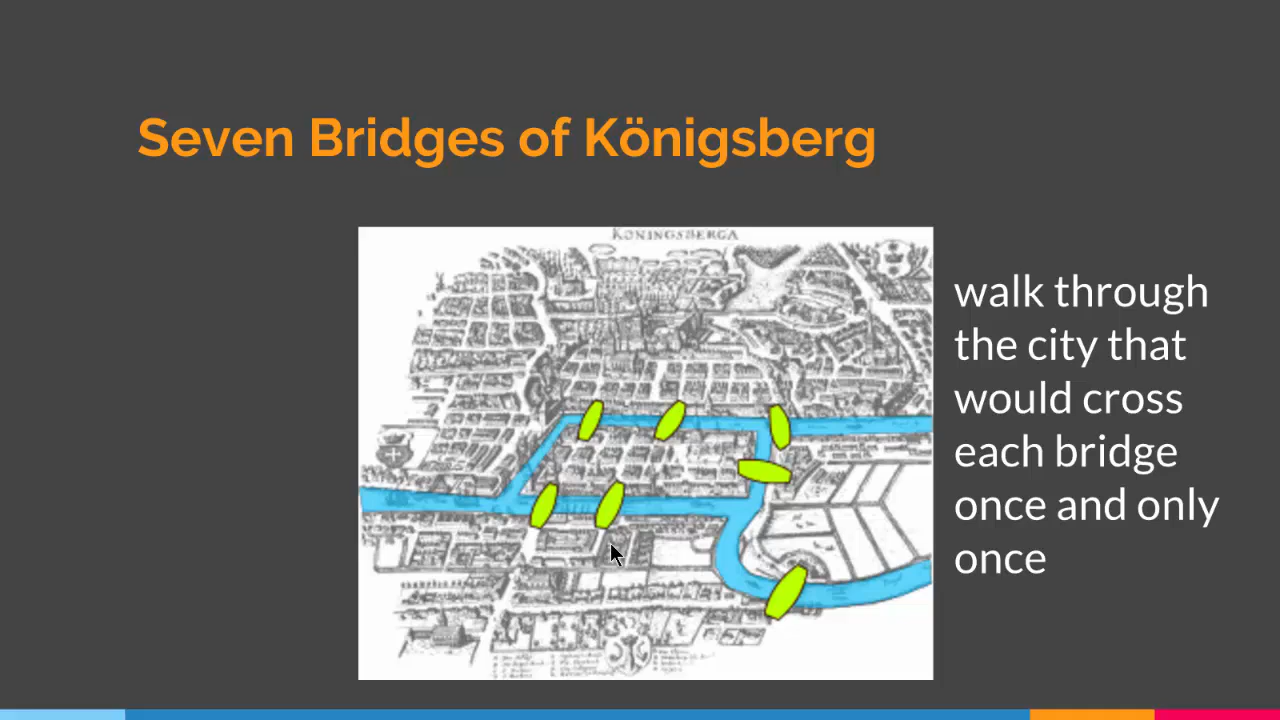 Seven Bridges of Königsberg
KONINGSBERGA
walk through
the city that
would cross
each bridge
once and only
once